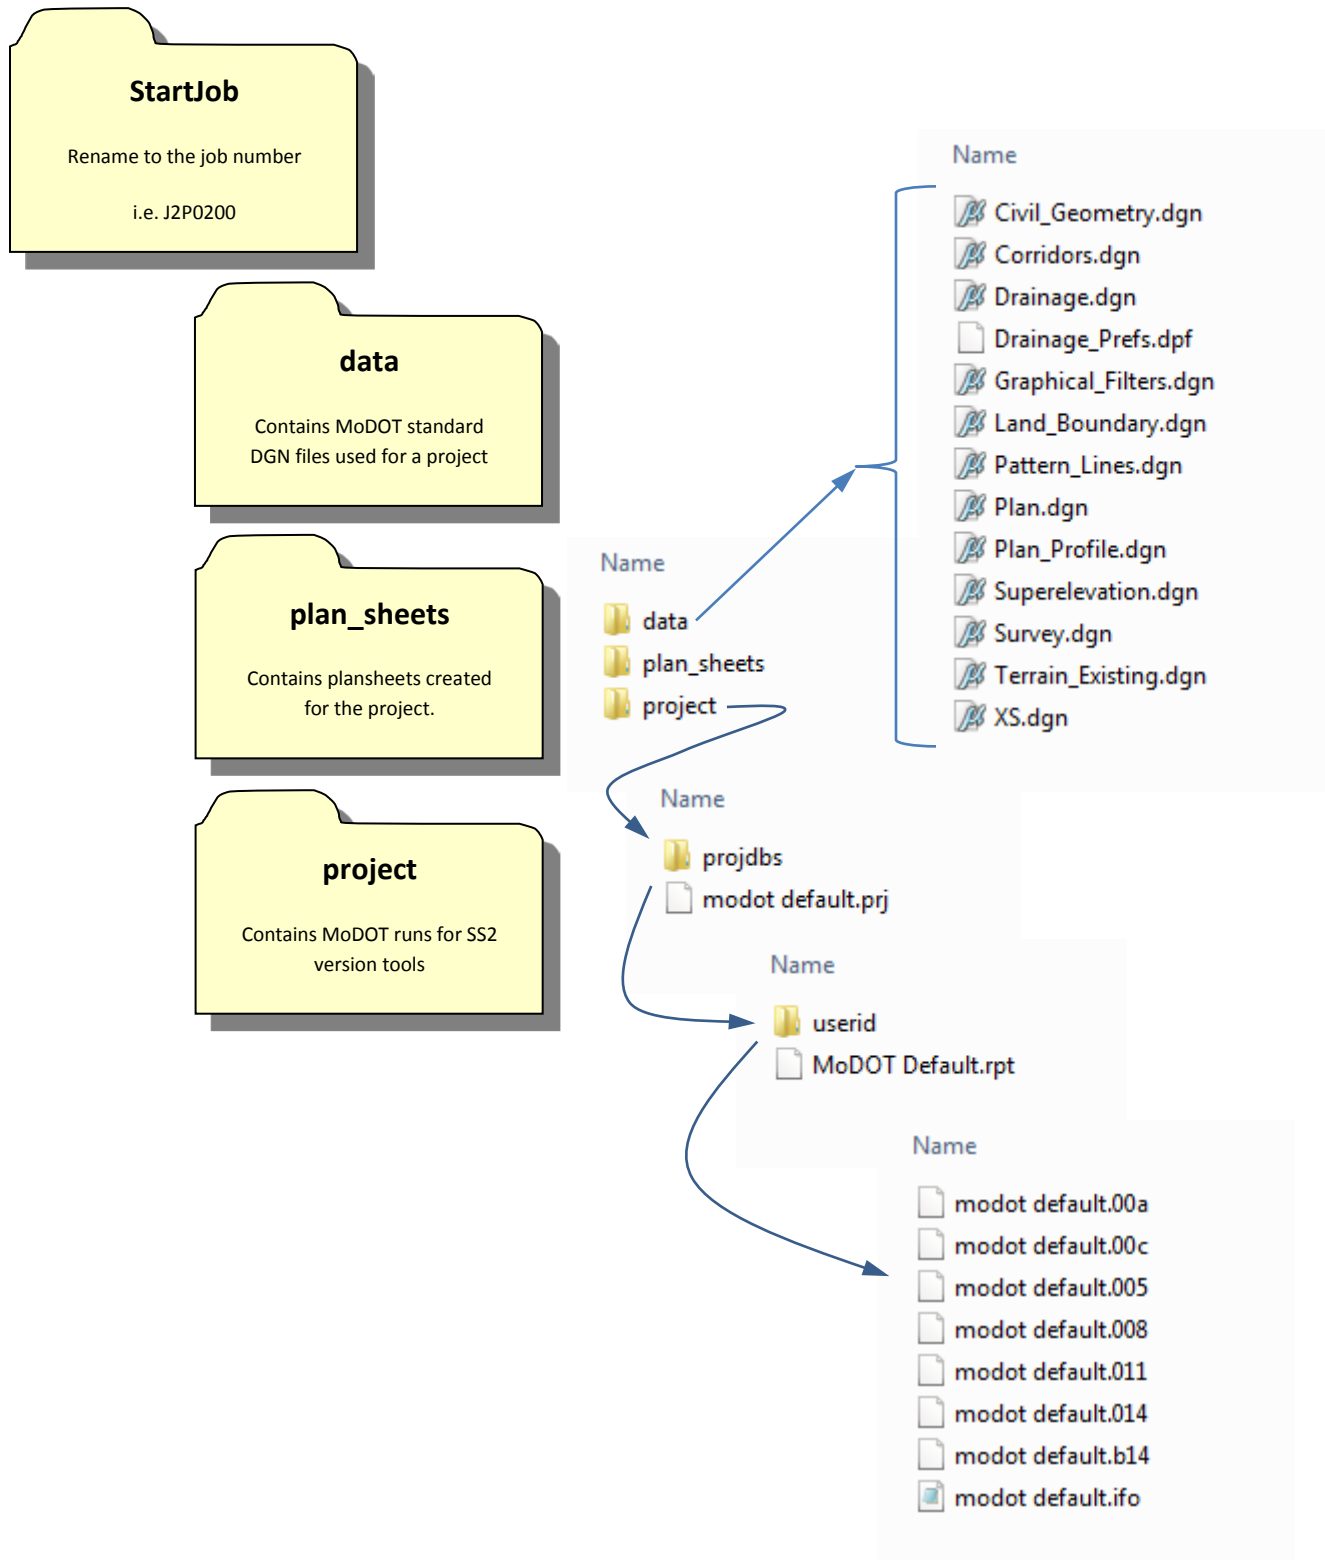 StartJob
Rename to the job number
i.e. J2P0200
data
Contains MoDOT standard
DGN files used for a project
plan_sheets
Contains plansheets created
for the project.
project
Contains MoDOT runs for SS2
version tools
Name
data
plan_sheets
project
Name
Civil_Geometry.dgn
Corridors.dgn
Drainage.dgn
Drainage_Prefs.dpf
Graphical_Filters.dgn
Land_Boundary.dgn
Pattern_Lines.dgn
Plan.dgn
Plan_Profile.dgn
Superelevation.dgn
Survey.dgn
Terrain_Existing.dgn
XS.dgn
Name
projdbs
modot default.prj
Name
userid
MoDOT Default.rpt
Name
modot default.00a
modot default.00c
modot default.005
modot default.008
modot default.011
modot default.014
modot default.b14
modot default.ifo